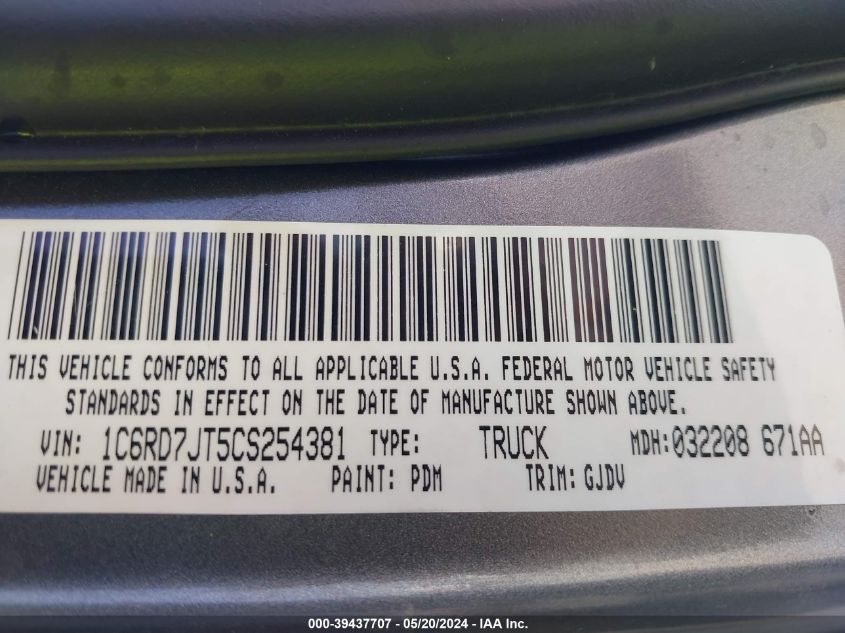 THIS VEHICLE CONFORMS TO ALL APPLICABLE U.S.A. FEDERAL MOTOR VEHICLE SAFETY
STANDARDS IN EFFECT ON THE DATE OF MANUFACTURE SHOWN ABOVE.
VIN: 1C6RD7JT5CS254381 TYPE: TRUCK MDH:032208 671AA
VEHICLE MADE IN U.S.A. PAINT: PDM TRIM: GJDV
000-39437707 - 05/20/2024 - IAA Inc.